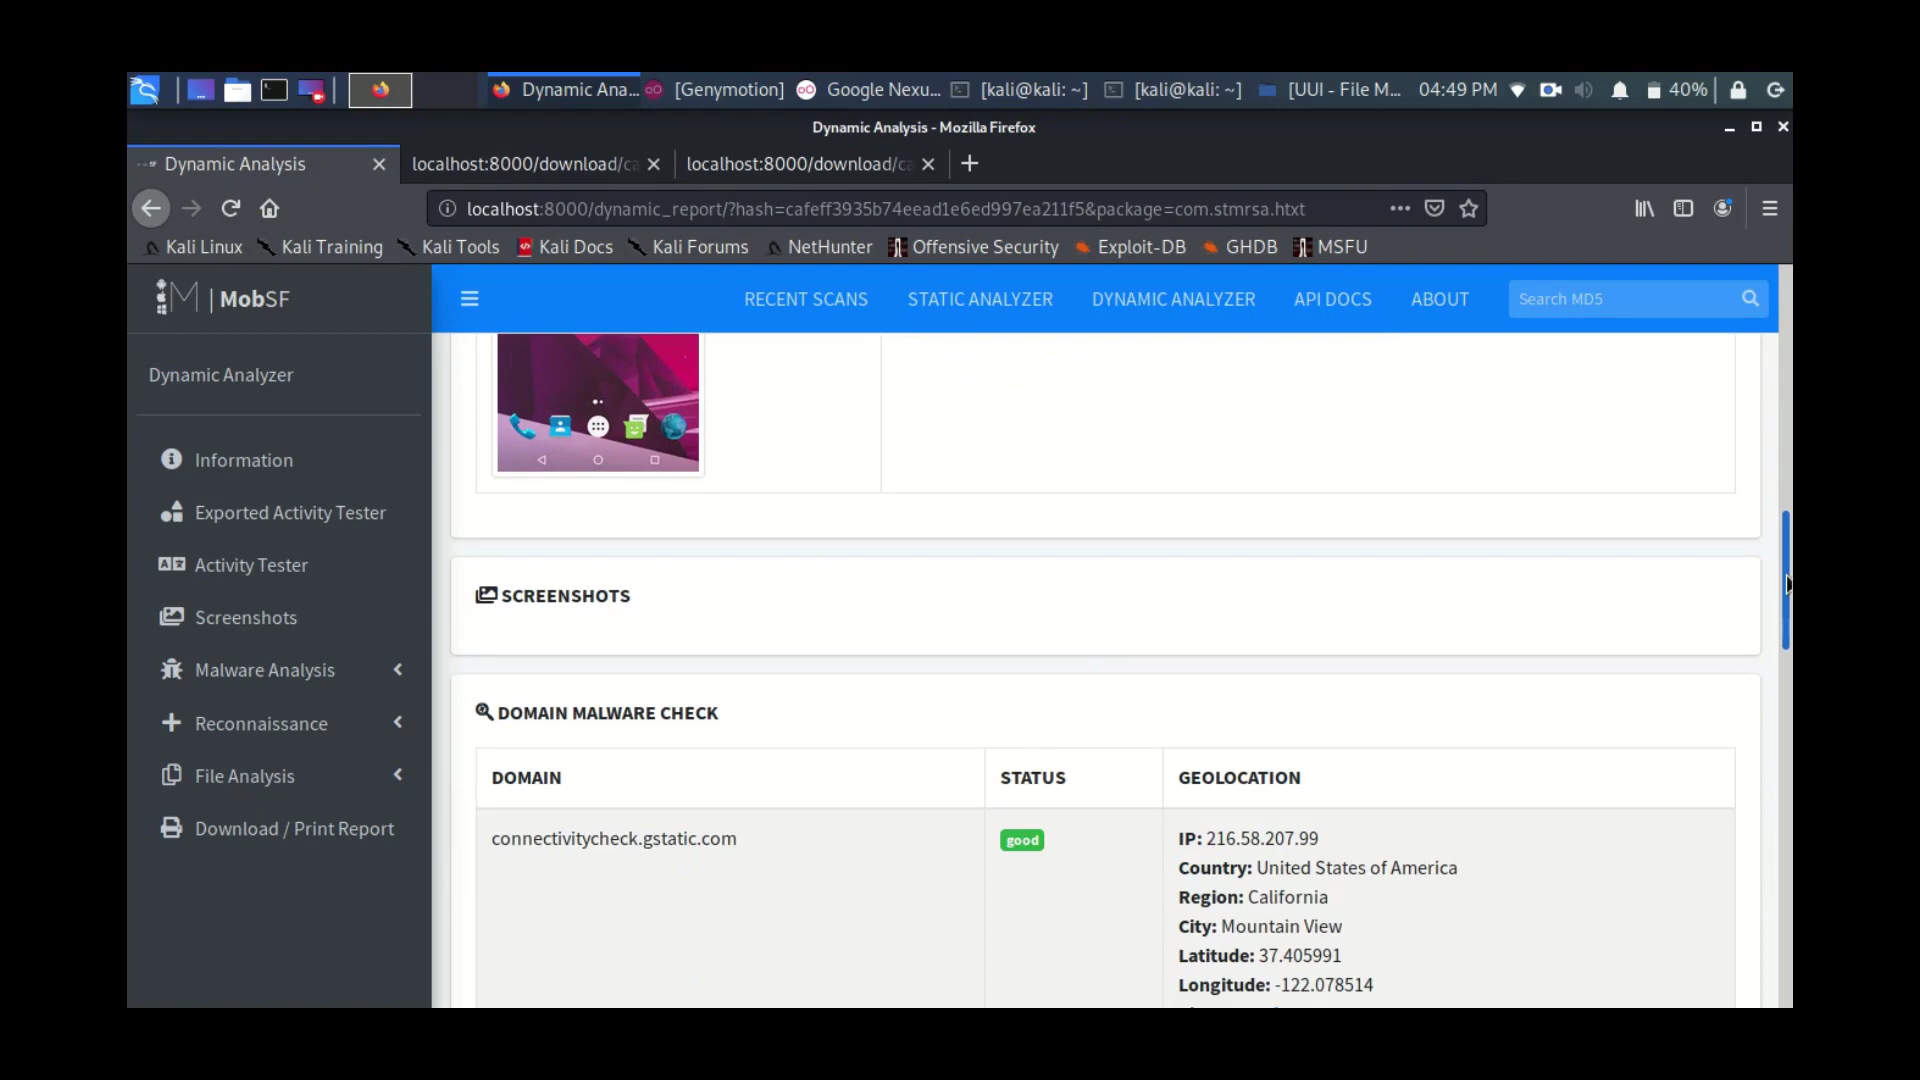 Dynamic Ana... [Genymotion] Google Nexu... [kali@kali: ~] [kali@kali: ~] [UUI - File M... 04:49 PM 40%
Dynamic Analysis - Mozilla Firefox
Dynamic Analysis localhost:8000/download/ca localhost:8000/download/ca
localhost:8000/dynamic_report/?hash=cafeff3935b74eead1e6ed997ea211f5&package=com.stmrsa.htxt
Kali Linux Kali Training Kali Tools Kali Docs Kali Forums NetHunter Offensive Security Exploit-DB GHDB MSFU
M | MobSF
RECENT SCANS STATIC ANALYZER DYNAMIC ANALYZER API DOCS ABOUT Search MD5
Dynamic Analyzer
Information
Exported Activity Tester
Activity Tester
Screenshots
Malware Analysis
Reconnaissance
File Analysis
Download / Print Report
SCREENSHOTS
DOMAIN MALWARE CHECK
DOMAIN STATUS GEOLOCATION
connectivitycheck.gstatic.com good IP: 216.58.207.99
Country: United States of America
Region: California
City: Mountain View
Latitude: 37.405991
Longitude: -122.078514